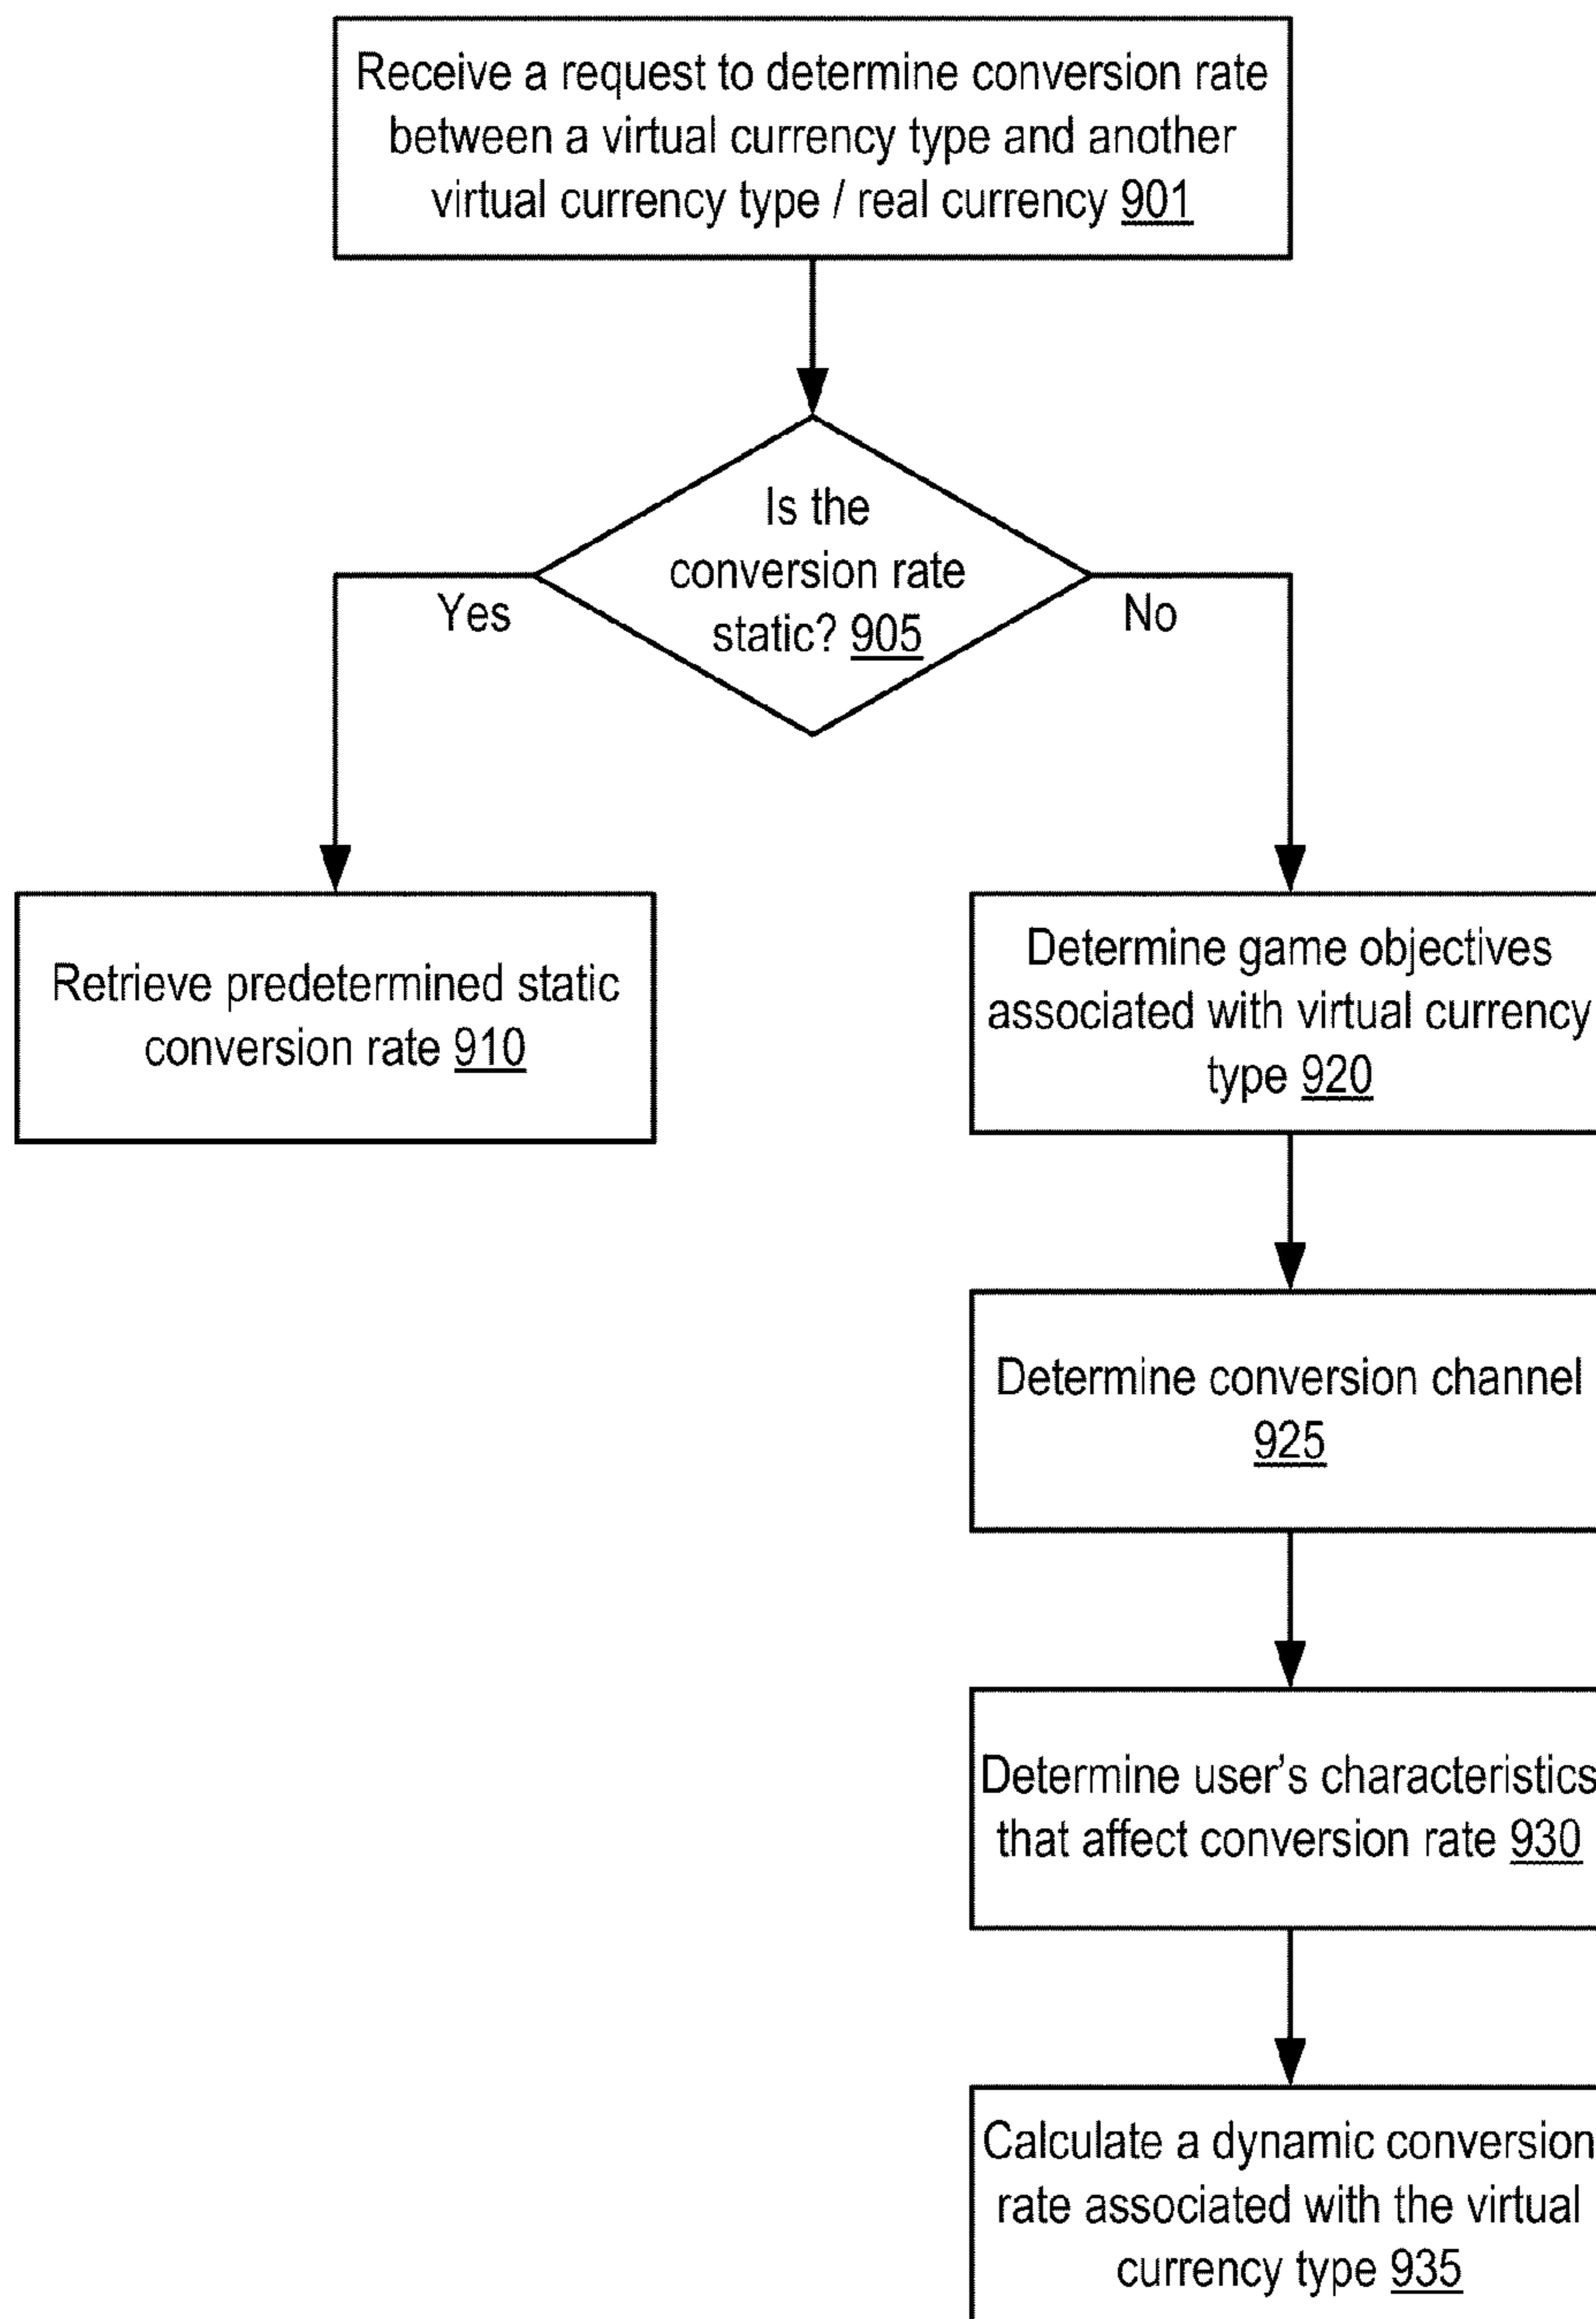 Receive a request to determine conversion rate
between a virtual currency type and another
virtual currency type / real currency 901
Is the
conversion rate
static? 905
Yes
No
Retrieve predetermined static
conversion rate 910
Determine game objectives
associated with virtual currency
type 920
Determine conversion channel
925
Determine user's characteristics
that affect conversion rate 930
Calculate a dynamic conversion
rate associated with the virtual
currency type 935